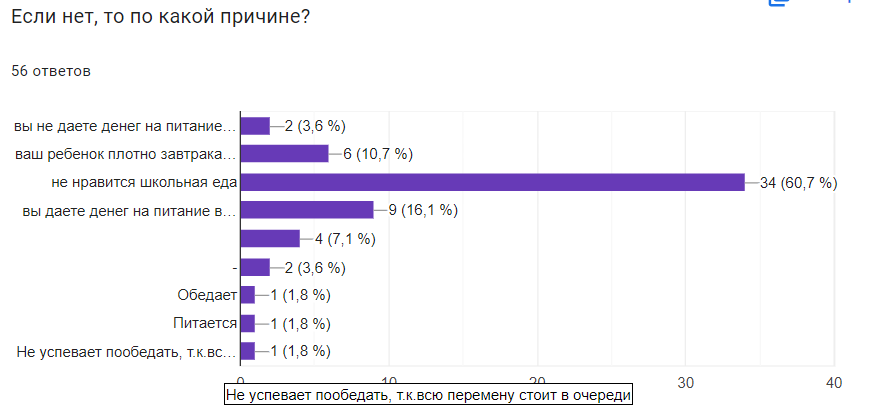 Если нет, то по какой причине?
56 ответов
вы не даете денег на питание… 2 (3,6 %)
ваш ребенок плотно завтрака… 6 (10,7 %)
не нравится школьная еда 34 (60,7 %)
вы даете денег на питание в… 9 (16,1 %)
4 (7,1 %)
- 2 (3,6 %)
Обедает 1 (1,8 %)
Питается 1 (1,8 %)
Не успевает пообедать, т.к.вс… 1 (1,8 %)
0 10 20 30 40
Не успевает пообедать, т.к.всю перемену стоит в очереди